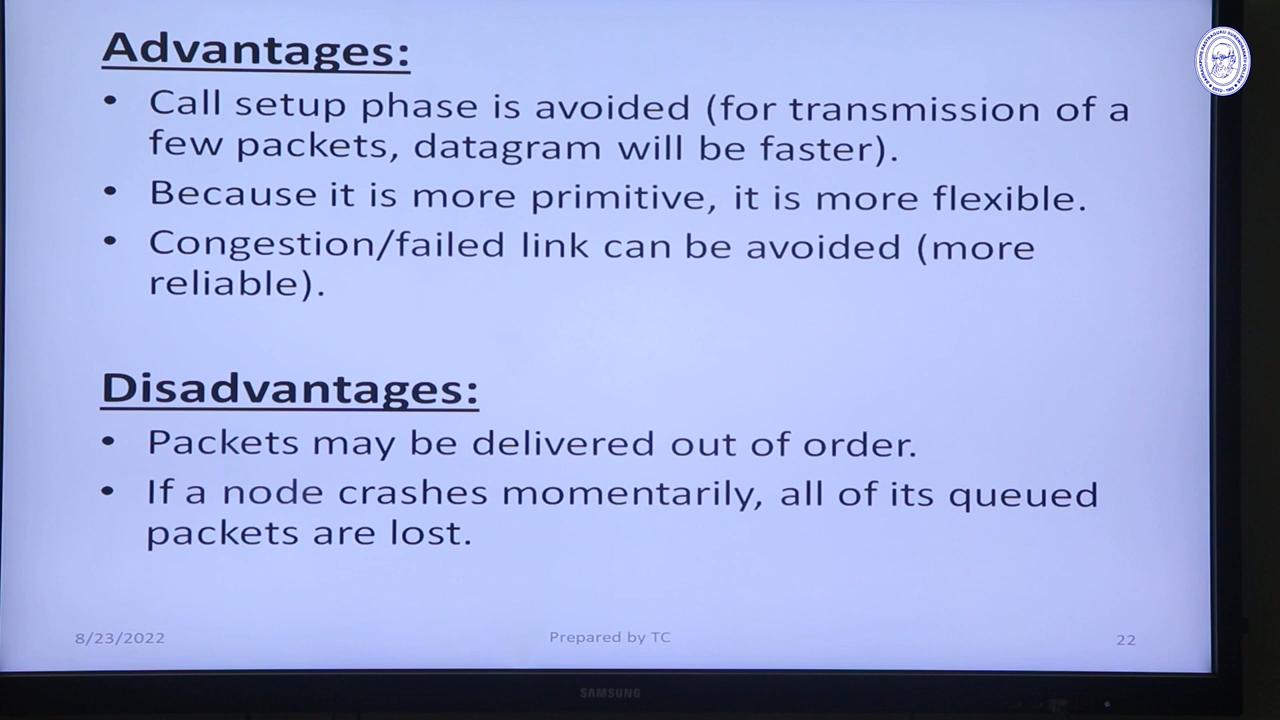 Advantages:
• Call setup phase is avoided (for transmission of a
few packets, datagram will be faster).
• Because it is more primitive, it is more flexible.
• Congestion/failed link can be avoided (more
reliable).
Disadvantages:
• Packets may be delivered out of order.
• If a node crashes momentarily, all of its queued
packets are lost.
8/23/2022
Prepared by TC
22
SAMSUNG